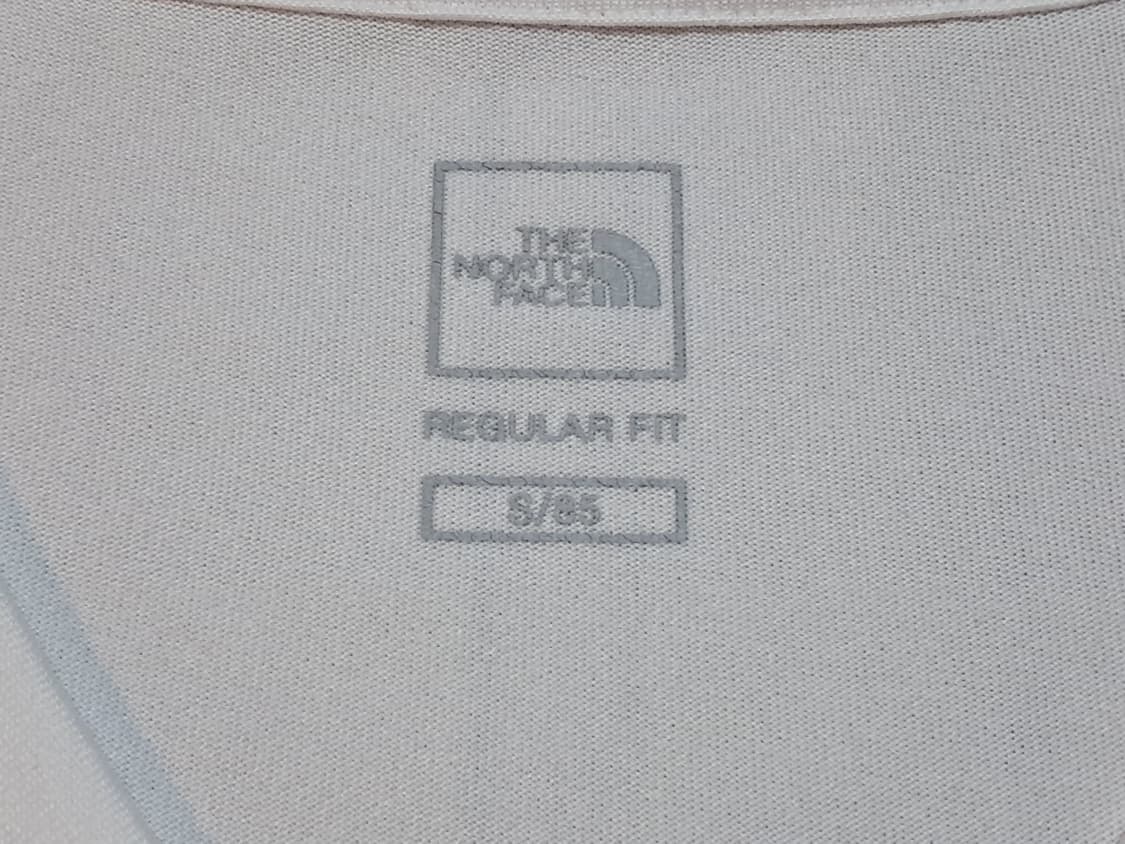 THE
NORTH
FACE
REGULAR FIT
S/85